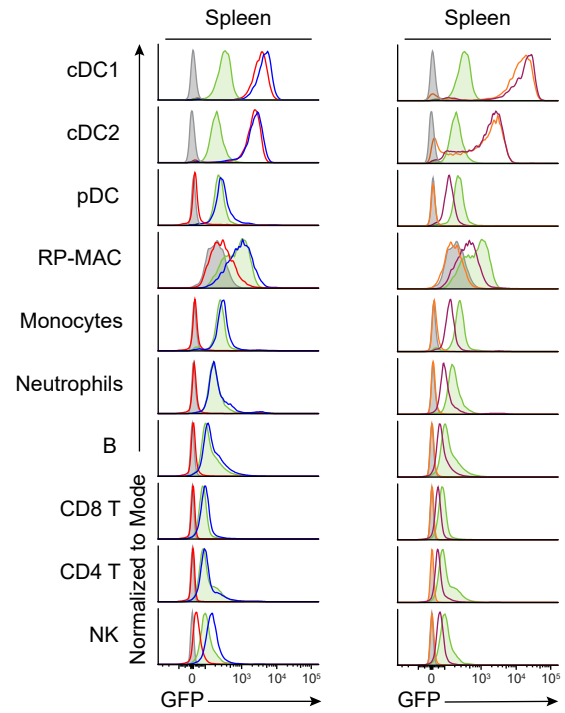 Spleen
Spleen
cDC1
cDC2
pDC
RP-MAC
Monocytes
Neutrophils
B
CD8 T
CD4 T
NK
Normalized to Mode
0 10³ 10⁴ 10⁵
0 10³ 10⁴ 10⁵
GFP
GFP